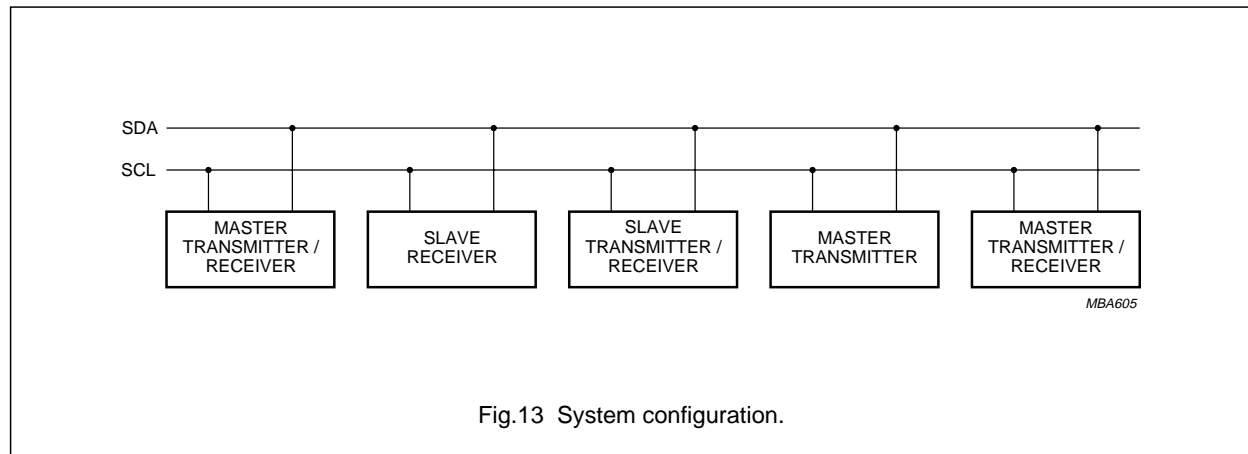 SDA
SCL
MASTER
TRANSMITTER /
RECEIVER
SLAVE
RECEIVER
SLAVE
TRANSMITTER /
RECEIVER
MASTER
TRANSMITTER
MASTER
TRANSMITTER /
RECEIVER
MBA605
Fig.13 System configuration.